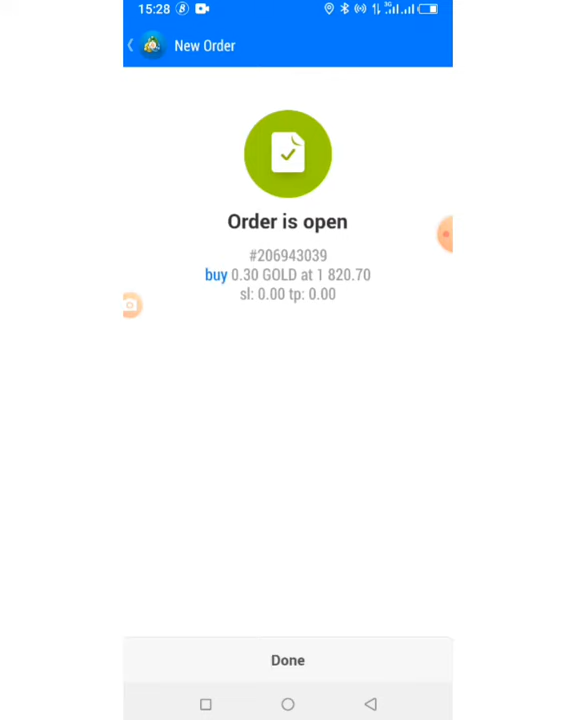 15:28
3G
New Order
Order is open
#206943039
buy 0.30 GOLD at 1 820.70
sl: 0.00 tp: 0.00
Done